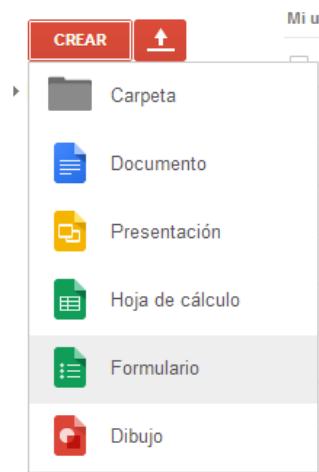 Mi u
CREAR
Carpeta
Documento
Presentación
Hoja de cálculo
Formulario
Dibujo